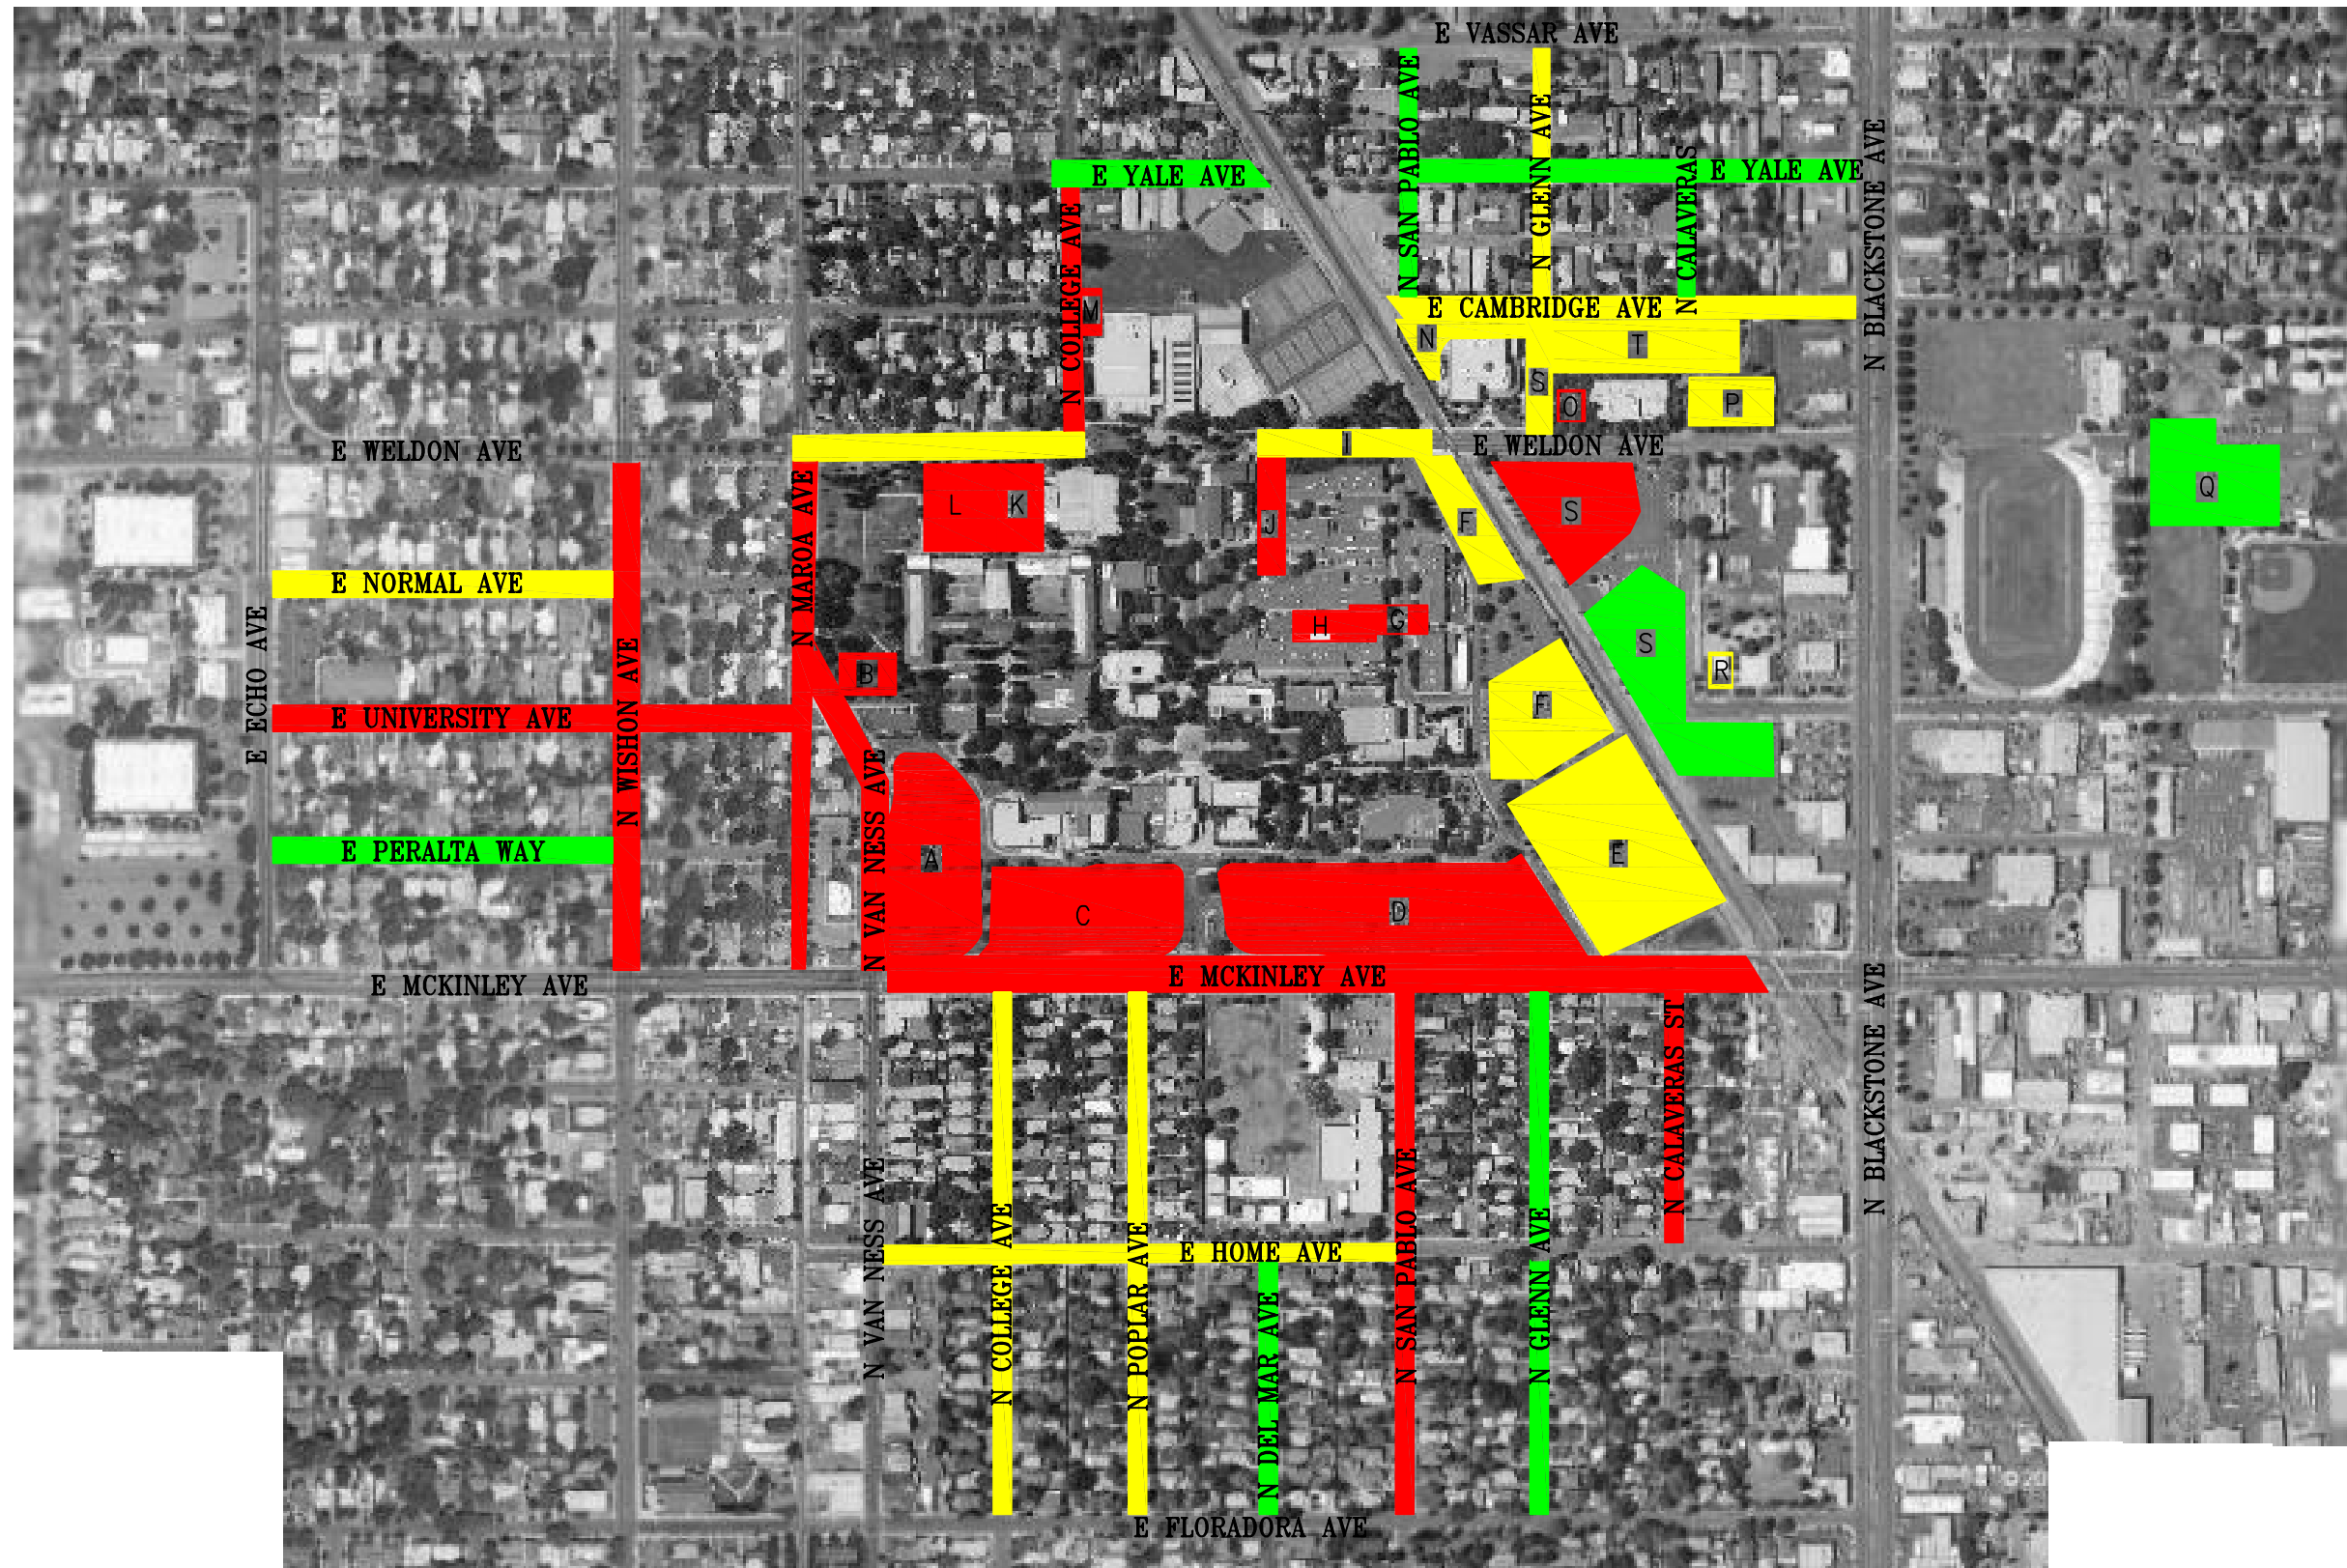 E VASSAR AVE
N SAN PABLO AVE
N GLENN AVE
N CALAVERAS
N BLACKSTONE AVE
E YALE AVE
E YALE AVE
N COLLEGE AVE
M
E CAMBRIDGE AVE
N
T
S
O
P
E WELDON AVE
I
E WELDON AVE
N MAROA AVE
L
K
J
F
S
Q
E NORMAL AVE
E ECHO AVE
N WISHON AVE
H
G
B
S
R
E UNIVERSITY AVE
F
N VAN NESS AVE
E PERALTA WAY
A
E
C
D
E MCKINLEY AVE
E MCKINLEY AVE
N BLACKSTONE AVE
N CALAVERAS ST
N VAN NESS AVE
N COLLEGE AVE
N POPLAR AVE
E HOME AVE
N DEL MAR AVE
N SAN PABLO AVE
N GLENN AVE
E FLORADORA AVE